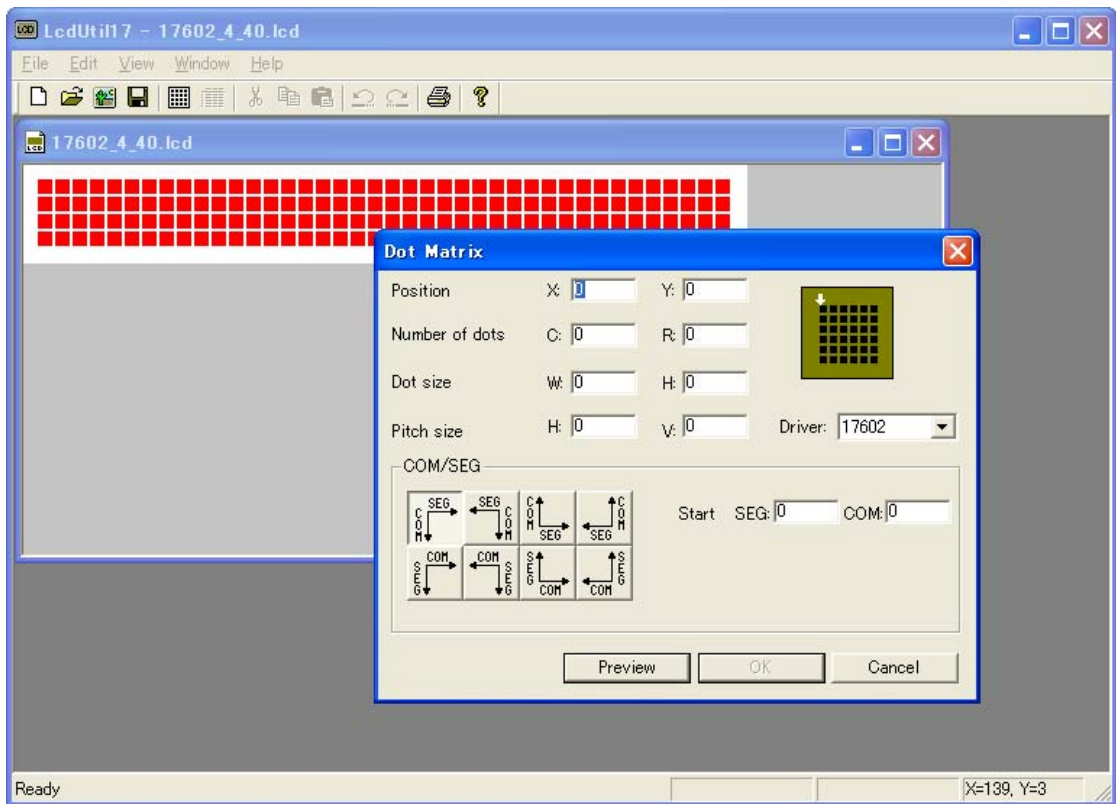 LcdUtil17 - 17602_4_40.lcd
File Edit View Window Help
17602_4_40.lcd
Dot Matrix
Position X: 0 Y: 0
Number of dots C: 0 R: 0
Dot size W: 0 H: 0
Pitch size H: 0 V: 0 Driver: 17602
COM/SEG
SEG COM SEG COM COM SEG COM SEG
Start SEG: 0 COM: 0
COM SEG COM SEG SEG COM SEG COM
Preview OK Cancel
Ready X=139, Y=3